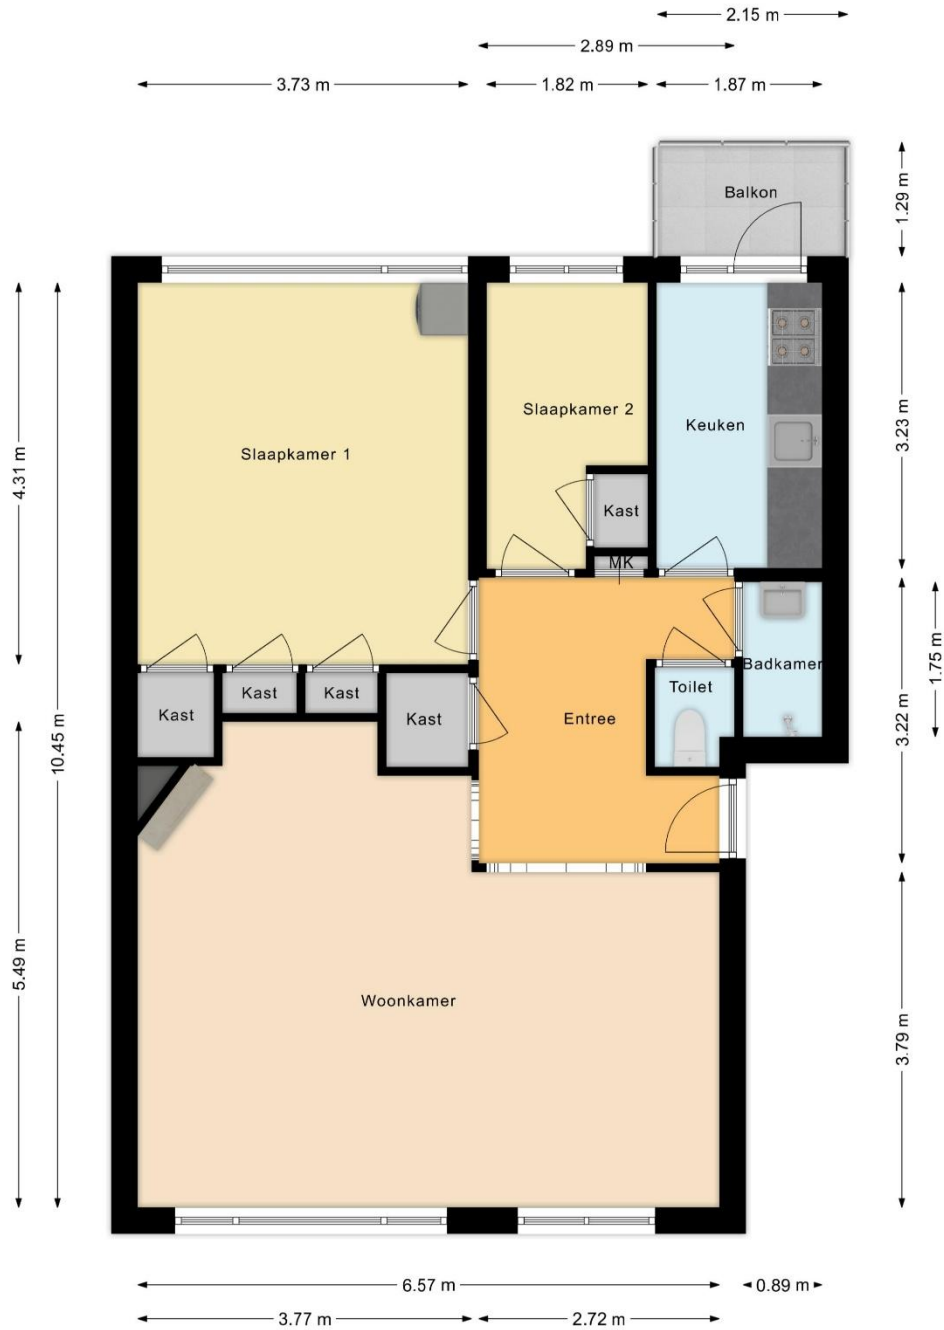 2.15 m
2.89 m
3.73 m
1.82 m
1.87 m
Balkon
1.29 m
Slaapkamer 1
Slaapkamer 2
Keuken
4.31 m
3.23 m
Kast
MK
10.45 m
Kast
Kast
Kast
Kast
Entree
Toilet
Badkamer
1.75 m
3.22 m
5.49 m
Woonkamer
3.79 m
6.57 m
0.89 m
3.77 m
2.72 m